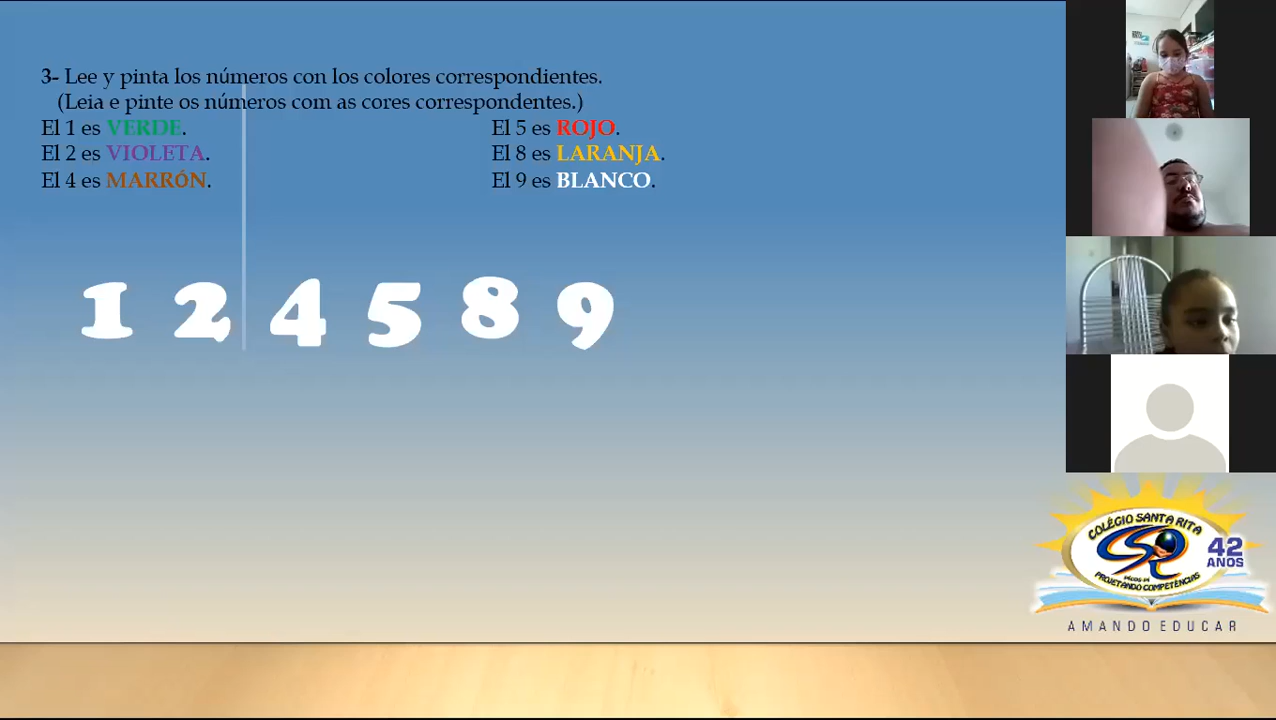 3- Lee y pinta los números con los colores correspondientes.
(Leia e pinte os números com as cores correspondentes.)
El 1 es VERDE.
El 2 es VIOLETA.
El 4 es MARRÓN.
El 5 es ROJO.
El 8 es LARANJA.
El 9 es BLANCO.
1 2 4 5 8 9
COLÉGIO SANTA RITA
42
ANOS
PROJETANDO COMPETÊNCIAS
AMANDO EDUCAR